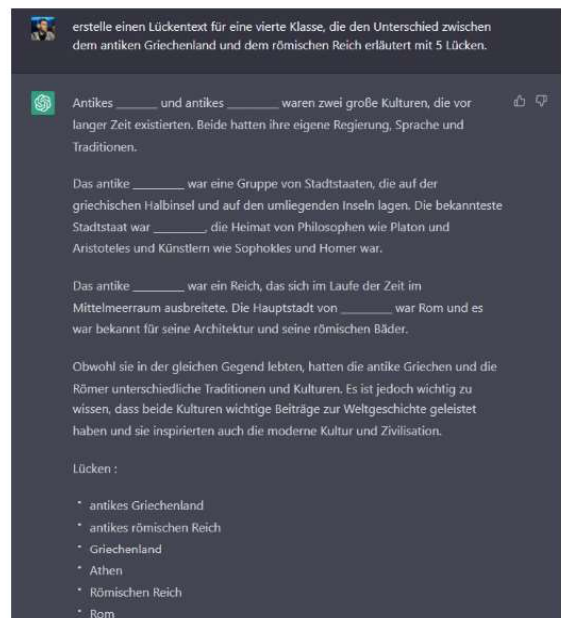 erstelle einen Lückentext für eine vierte Klasse, die den Unterschied zwischen
dem antiken Griechenland und dem römischen Reich erläutert mit 5 Lücken.
Antikes _______ und antikes _________ waren zwei große Kulturen, die vor
langer Zeit existierten. Beide hatten ihre eigene Regierung, Sprache und
Traditionen.
Das antike _________ war eine Gruppe von Stadtstaaten, die auf der
griechischen Halbinsel und auf den umliegenden Inseln lagen. Die bekannteste
Stadtstaat war _________, die Heimat von Philosophen wie Platon und
Aristoteles und Künstlern wie Sophokles und Homer war.
Das antike _________ war ein Reich, das sich im Laufe der Zeit im
Mittelmeerraum ausbreitete. Die Hauptstadt von _________ war Rom und es
war bekannt für seine Architektur und seine römischen Bäder.
Obwohl sie in der gleichen Gegend lebten, hatten die antike Griechen und die
Römer unterschiedliche Traditionen und Kulturen. Es ist jedoch wichtig zu
wissen, dass beide Kulturen wichtige Beiträge zur Weltgeschichte geleistet
haben und sie inspirierten auch die moderne Kultur und Zivilisation.
Lücken :
• antikes Griechenland
• antikes römischen Reich
• Griechenland
• Athen
• Römischen Reich
• Rom